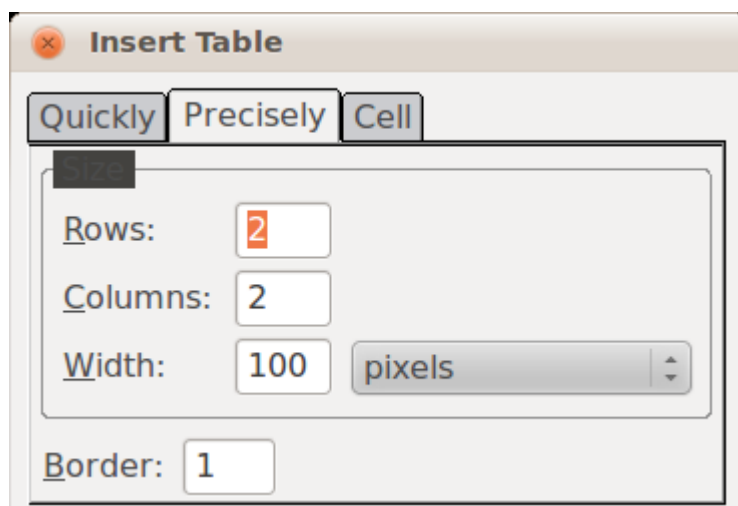 Insert Table
Quickly Precisely Cell
Size
Rows: 2
Columns: 2
Width: 100 pixels
Border: 1